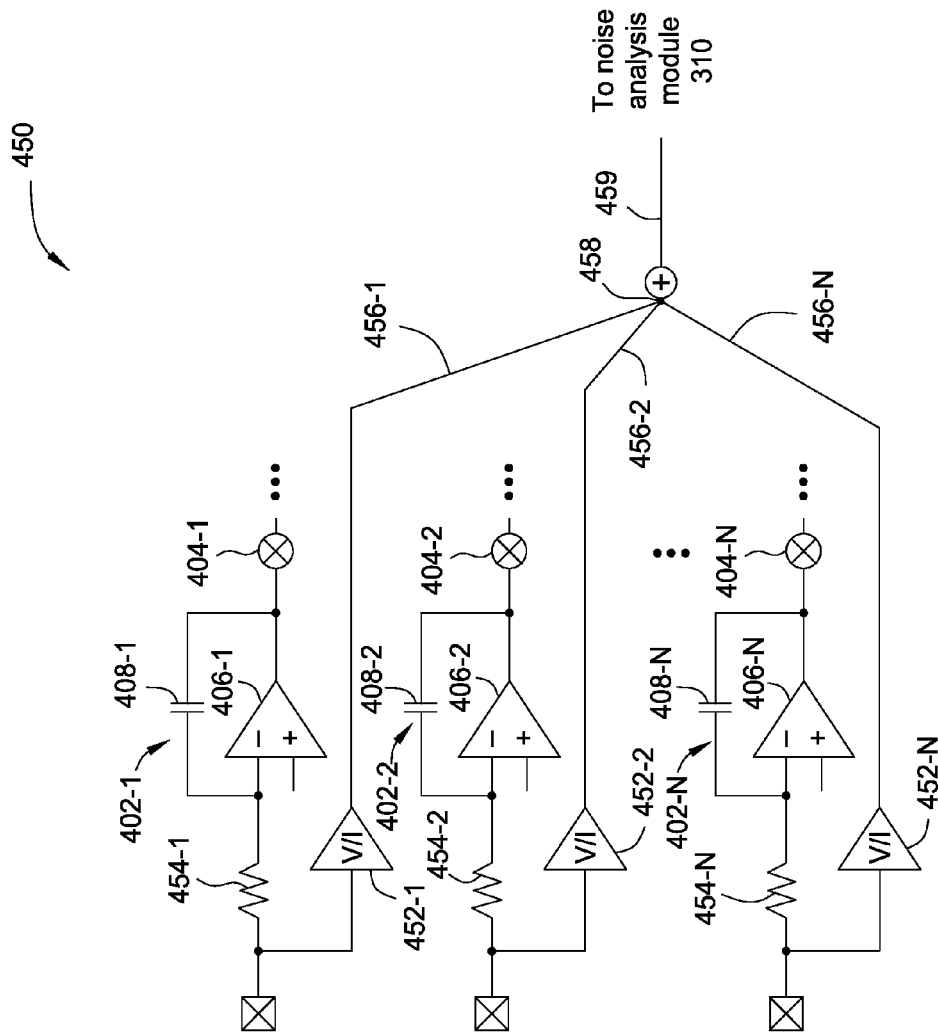 450
408-1
402-1
406-1
404-1
454-1
−
+
V/I
452-1
456-1
408-2
402-2
406-2
404-2
454-2
−
+
V/I
452-2
456-2
458
+
459
To noise
analysis
module
310
408-N
402-N
406-N
404-N
454-N
−
+
V/I
452-N
456-N